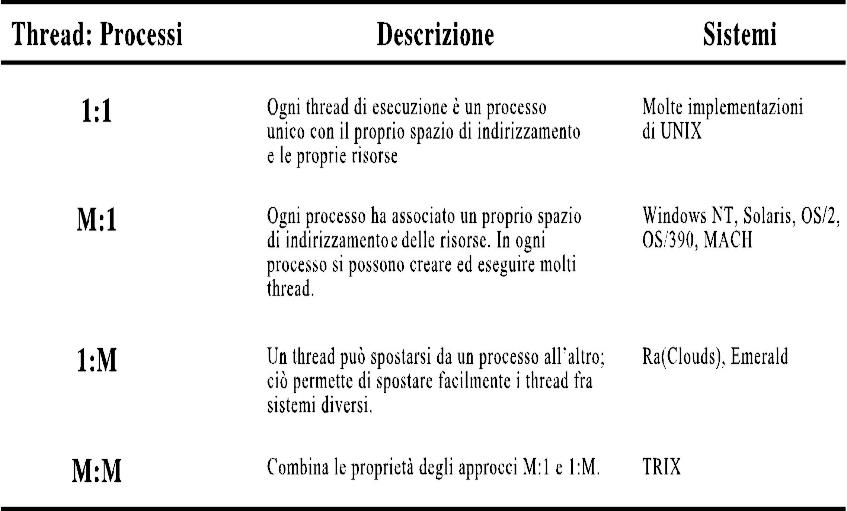 Thread: Processi Descrizione Sistemi
1:1 Ogni thread di esecuzione è un processo Molte implementazioni
unico con il proprio spazio di indirizzamento di UNIX
e le proprie risorse
M:1 Ogni processo ha associato un proprio spazio Windows NT, Solaris, OS/2,
di indirizzamento e delle risorse. In ogni OS/390, MACH
processo si possono creare ed eseguire molti
thread.
1:M Un thread può spostarsi da un processo all'altro; Ra(Clouds), Emerald
ciò permette di spostare facilmente i thread fra
sistemi diversi.
M:M Combina le proprietà degli approcci M:1 e 1:M. TRIX